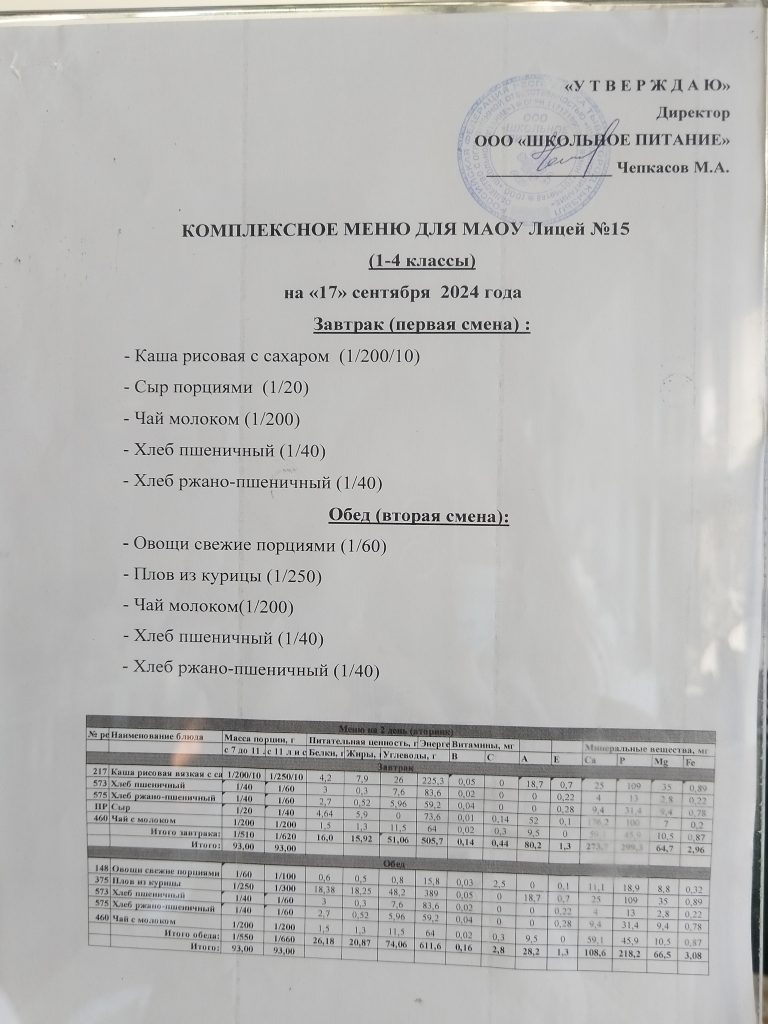 «У Т В Е Р Ж Д А Ю»
Директор
ООО «ШКОЛЬНОЕ ПИТАНИЕ»
Чепкасов М.А.
КОМПЛЕКСНОЕ МЕНЮ ДЛЯ МАОУ Лицей №15
(1-4 классы)
на «17» сентября 2024 года
Завтрак (первая смена) :
- Каша рисовая с сахаром (1/200/10)
- Сыр порциями (1/20)
- Чай молоком (1/200)
- Хлеб пшеничный (1/40)
- Хлеб ржано-пшеничный (1/40)
Обед (вторая смена):
- Овощи свежие порциями (1/60)
- Плов из курицы (1/250)
- Чай молоком(1/200)
- Хлеб пшеничный (1/40)
- Хлеб ржано-пшеничный (1/40)
Меню на 2 день (вторник)
№ ре Наименование блюда Масса порции, г Питательная ценность, г Энерге Витамины, мг Минеральные вещества, мг
с 7 до 11 с 11 л и с Белки, г Жиры, г Углеводы, г В С А Е Ca P Mg Fe
Завтрак
217 Каша рисовая вязкая с са 1/200/10 1/250/10 4,2 7,9 26 225,3 0,05 0 18,7 0,7 25 109 35 0,89
573 Хлеб пшеничный 1/40 1/60 3 0,3 7,6 83,6 0,02 0 0 0,22 4 13 2,8 0,22
575 Хлеб ржано-пшеничный 1/40 1/60 2,7 0,52 5,96 59,2 0,04 0 0 0,28 9,4 31,4 9,4 0,78
ПР Сыр 1/20 1/40 4,64 5,9 0 73,6 0,01 0,14 52 0,1 100 7 0,2
460 Чай с молоком 1/200 1/200 1,5 1,3 11,5 64 0,02 0,3 9,5 0 59,1 45,9 10,5 0,87
Итого завтрака: 1/510 1/620 16,0 15,92 51,06 505,7 0,14 0,44 80,2 1,3 299,3 64,7 2,96
Итого: 93,00 93,00
Обед
148 Овощи свежие порциями 1/60 1/100 0,6 0,5 0,8 15,8 0,03 2,5 0 0,1 11,1 18,9 8,8 0,32
375 Плов из курицы 1/250 1/300 18,38 18,25 48,2 389 0,05 0 18,7 0,7 25 109 35 0,89
573 Хлеб пшеничный 1/40 1/60 3 0,3 7,6 83,6 0,02 0 0 0,22 4 13 2,8 0,22
575 Хлеб ржано-пшеничный 1/40 1/60 2,7 0,52 5,96 59,2 0,04 0 0 0,28 9,4 31,4 9,4 0,78
460 Чай с молоком 1/200 1/200 1,5 1,3 11,5 64 0,02 0,3 9,5 0 59,1 45,9 10,5 0,87
Итого обеда: 1/550 1/660 26,18 20,87 74,06 611,6 0,16 2,8 28,2 1,3 108,6 218,2 66,5 3,08
Итого: 93,00 93,00